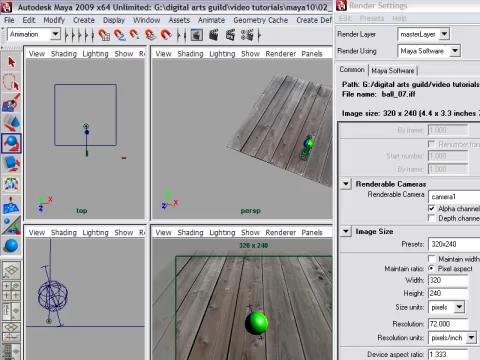 Autodesk Maya 2009 x64 Unlimited: G:\digital arts guild\video tutorials\maya10\02_
File Edit Modify Create Display Window Assets Animate Geometry Cache Create Def
Animation
View Shading Lighting Show
View Shading Lighting Show Renderer Panels
top
persp
View Shading Lighting Show
View Shading Lighting Show Renderer Panels
320 x 240
Render Settings
Edit Presets Help
Render Layer masterLayer
Render Using Maya Software
Common Maya Software
Path: G:/digital arts guild/video tutorials
File name: ball_07.iff
Image size: 320 x 240 (4.4 x 3.3 inches 7
By frame: 1.000
Renumber fram
Start number: 1.000
By frame: 1.000
Renderable Cameras
Renderable Camera camera1
Alpha channel
Depth channel
Image Size
Presets: 320x240
Maintain width
Maintain ratio: Pixel aspect
Width: 320
Height: 240
Size units: pixels
Resolution: 72.000
Resolution units: pixels/inch
Device aspect ratio: 1.333